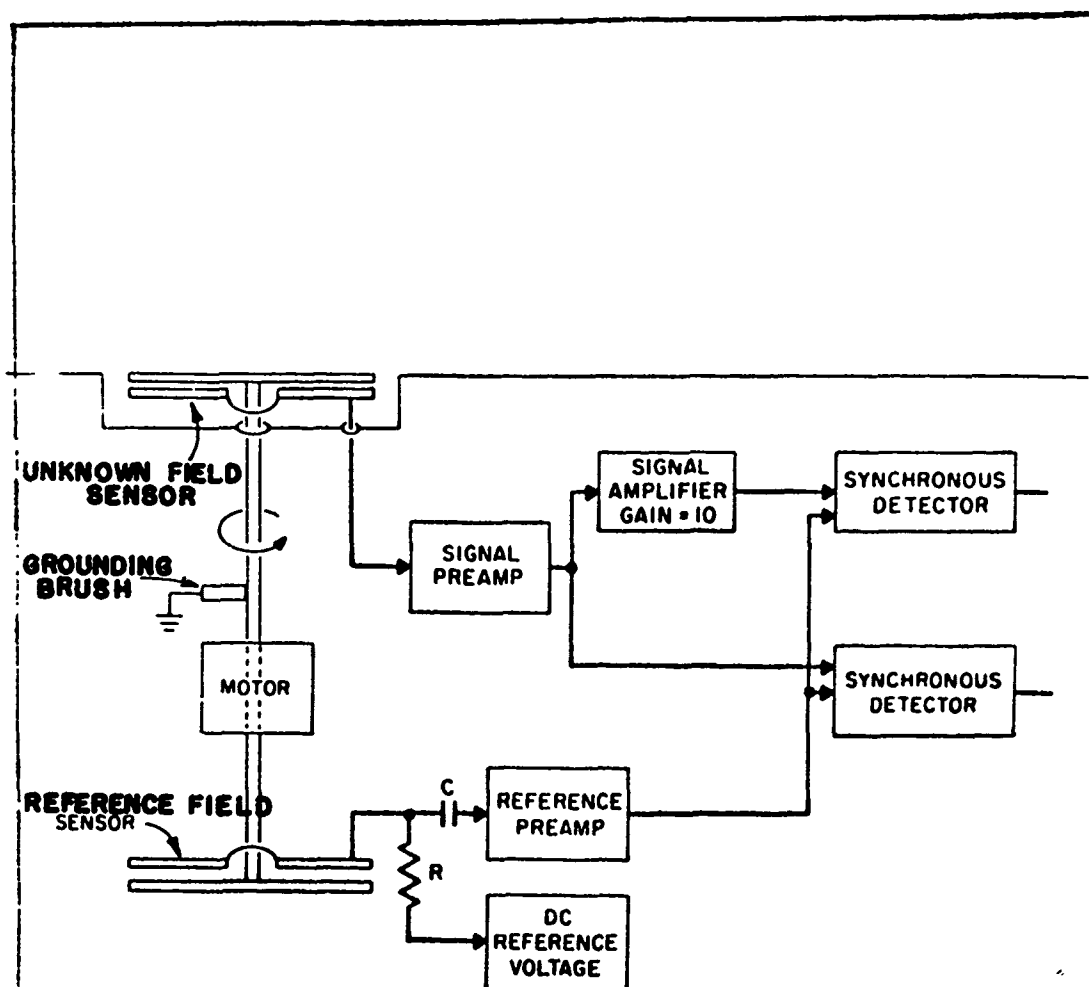 UNKNOWN FIELD
SENSOR
GROUNDING
BRUSH
MOTOR
REFERENCE FIELD
SENSOR
SIGNAL
PREAMP
SIGNAL
AMPLIFIER
GAIN = 10
SYNCHRONOUS
DETECTOR
SYNCHRONOUS
DETECTOR
C
REFERENCE
PREAMP
R
DC
REFERENCE
VOLTAGE